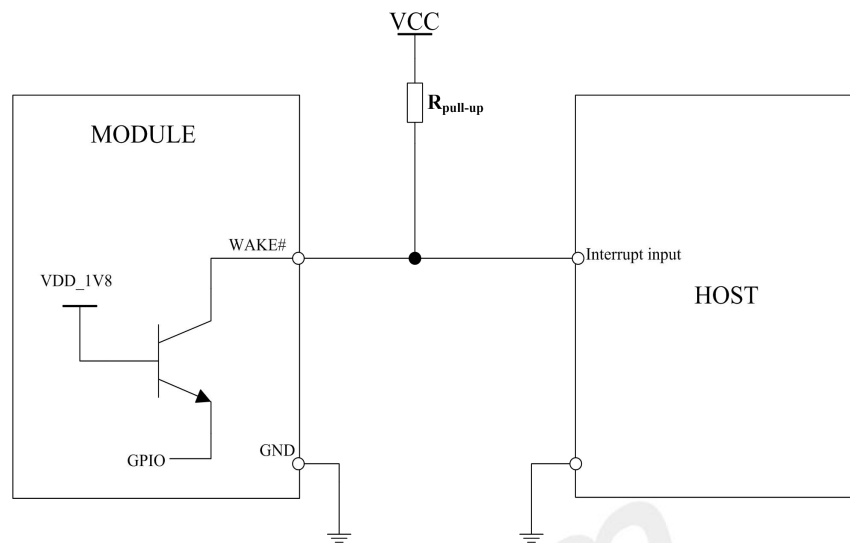 VCC
Rpull-up
MODULE
WAKE#
Interrupt input
VDD_1V8
HOST
GND
GPIO